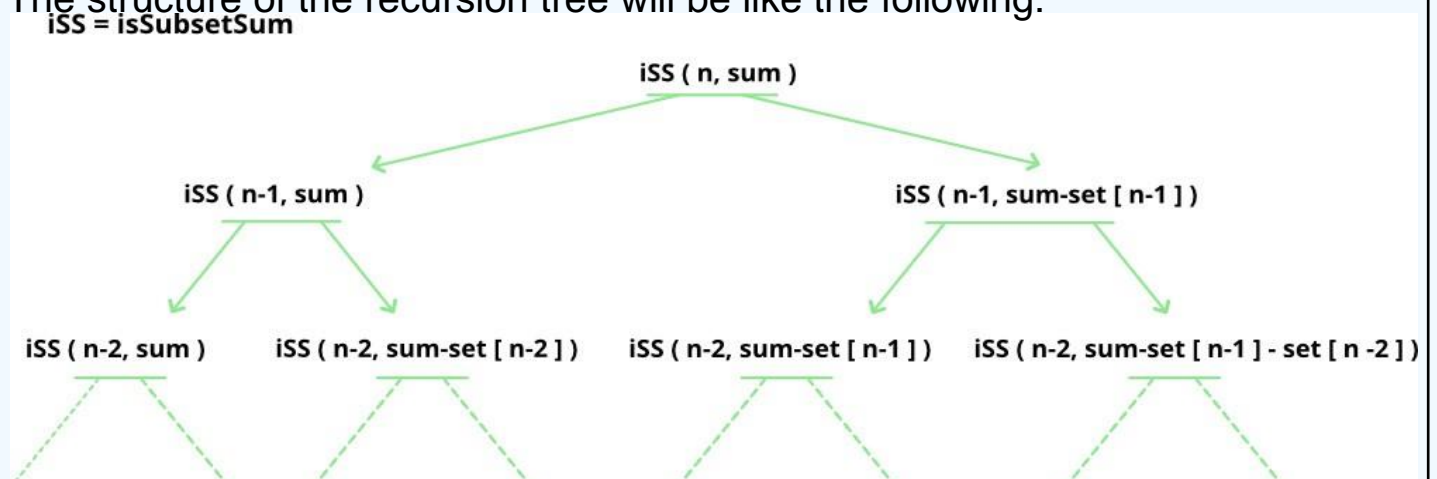 The structure of the recursion tree will be like the following:
iSS = isSubsetSum
iSS ( n, sum )
iSS ( n-1, sum ) iSS ( n-1, sum-set [ n-1 ] )
iSS ( n-2, sum ) iSS ( n-2, sum-set [ n-2 ] ) iSS ( n-2, sum-set [ n-1 ] ) iSS ( n-2, sum-set [ n-1 ] - set [ n -2 ] )